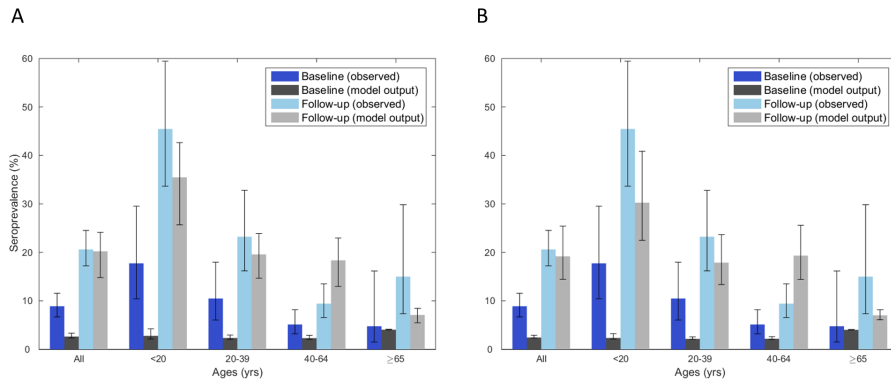 A
Seroprevalence (%)
60
50
40
30
20
10
0
Baseline (observed)
Baseline (model output)
Follow-up (observed)
Follow-up (model output)
All
<20
20-39
40-64
≥65
Ages (yrs)
B
60
50
40
30
20
10
0
Baseline (observed)
Baseline (model output)
Follow-up (observed)
Follow-up (model output)
All
<20
20-39
40-64
≥65
Ages (yrs)